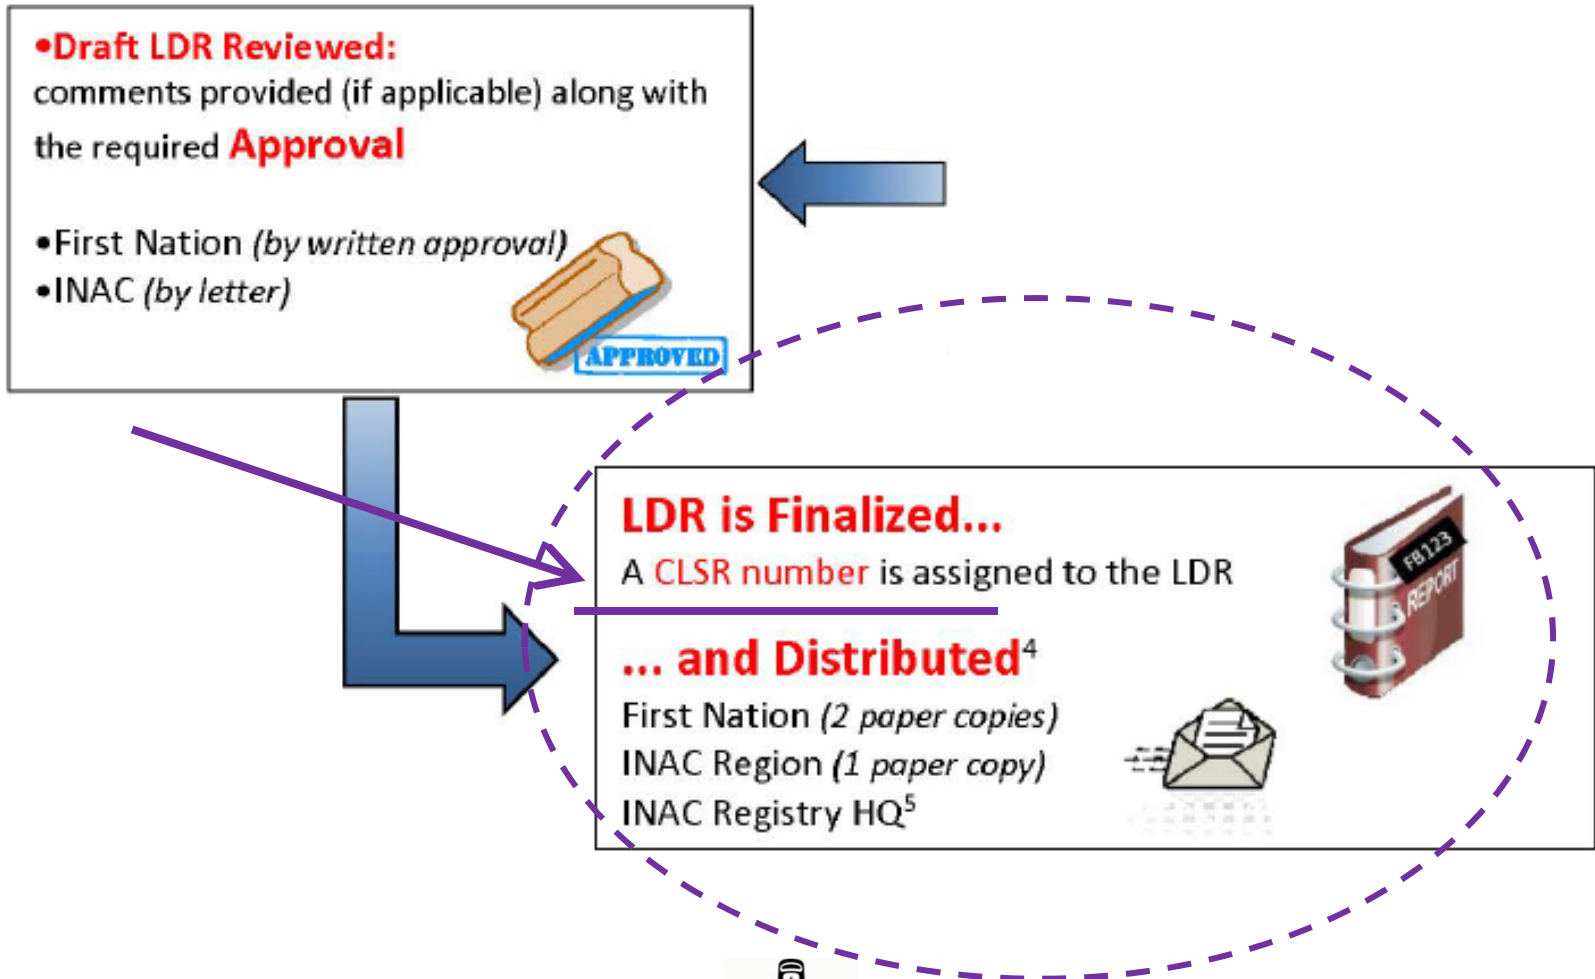 •Draft LDR Reviewed:
comments provided (if applicable) along with
the required Approval
•First Nation (by written approval)
•INAC (by letter)
APPROVED
LDR is Finalized...
A CLSR number is assigned to the LDR
FB123
REPORT
... and Distributed4
First Nation (2 paper copies)
INAC Region (1 paper copy)
INAC Registry HQ5